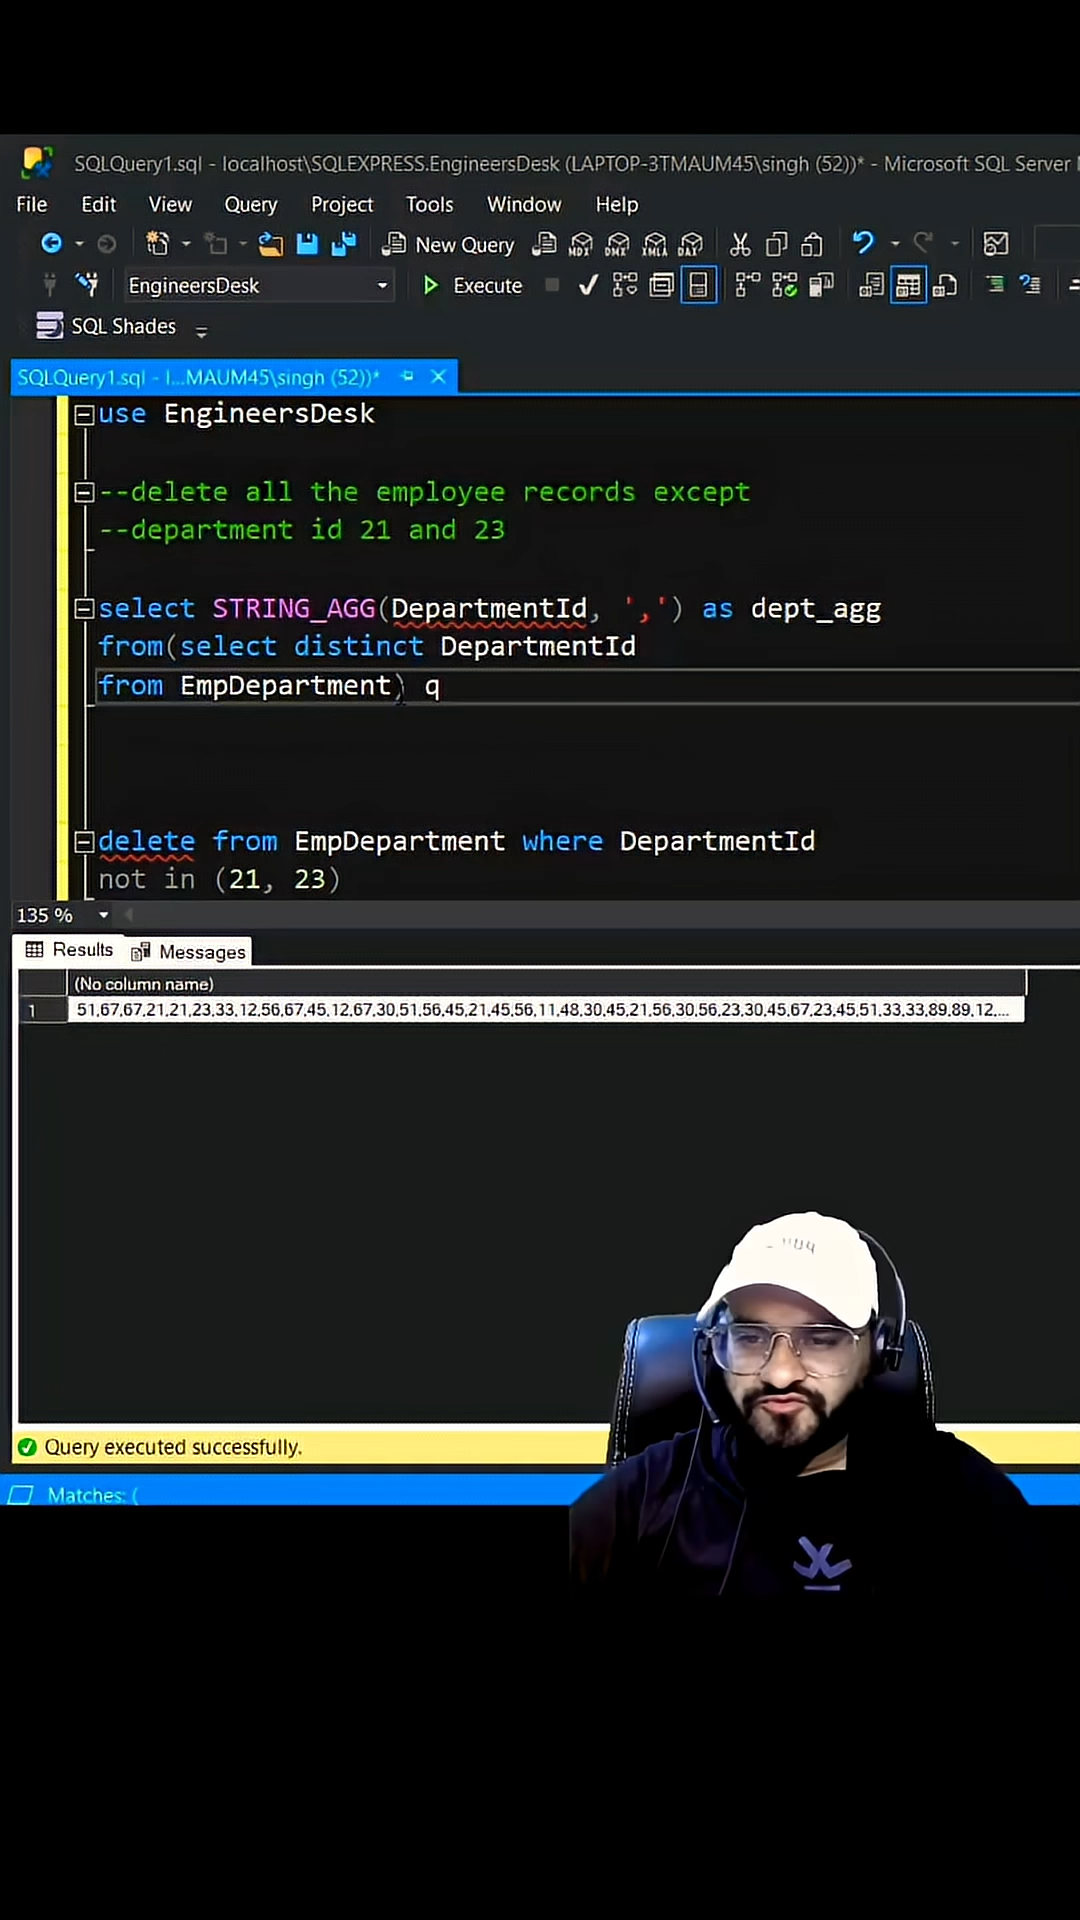 SQLQuery1.sql - localhost\SQLEXPRESS.EngineersDesk (LAPTOP-3TMAUM45\singh (52))* - Microsoft SQL Server
File Edit View Query Project Tools Window Help
New Query MDX DMX XMLA DAX
EngineersDesk Execute
SQL Shades
SQLQuery1.sql - l...MAUM45\singh (52))*
use EngineersDesk
--delete all the employee records except
--department id 21 and 23
select STRING_AGG(DepartmentId, ',') as dept_agg
from(select distinct DepartmentId
from EmpDepartment) q
delete from EmpDepartment where DepartmentId
not in (21, 23)
135 %
Results Messages
(No column name)
1 51,67,67,21,21,23,33,12,56,67,45,12,67,30,51,56,45,21,45,56,11,48,30,45,21,56,30,56,23,30,45,67,23,45,51,33,33,89,89,12,...
Query executed successfully.
Matches: (